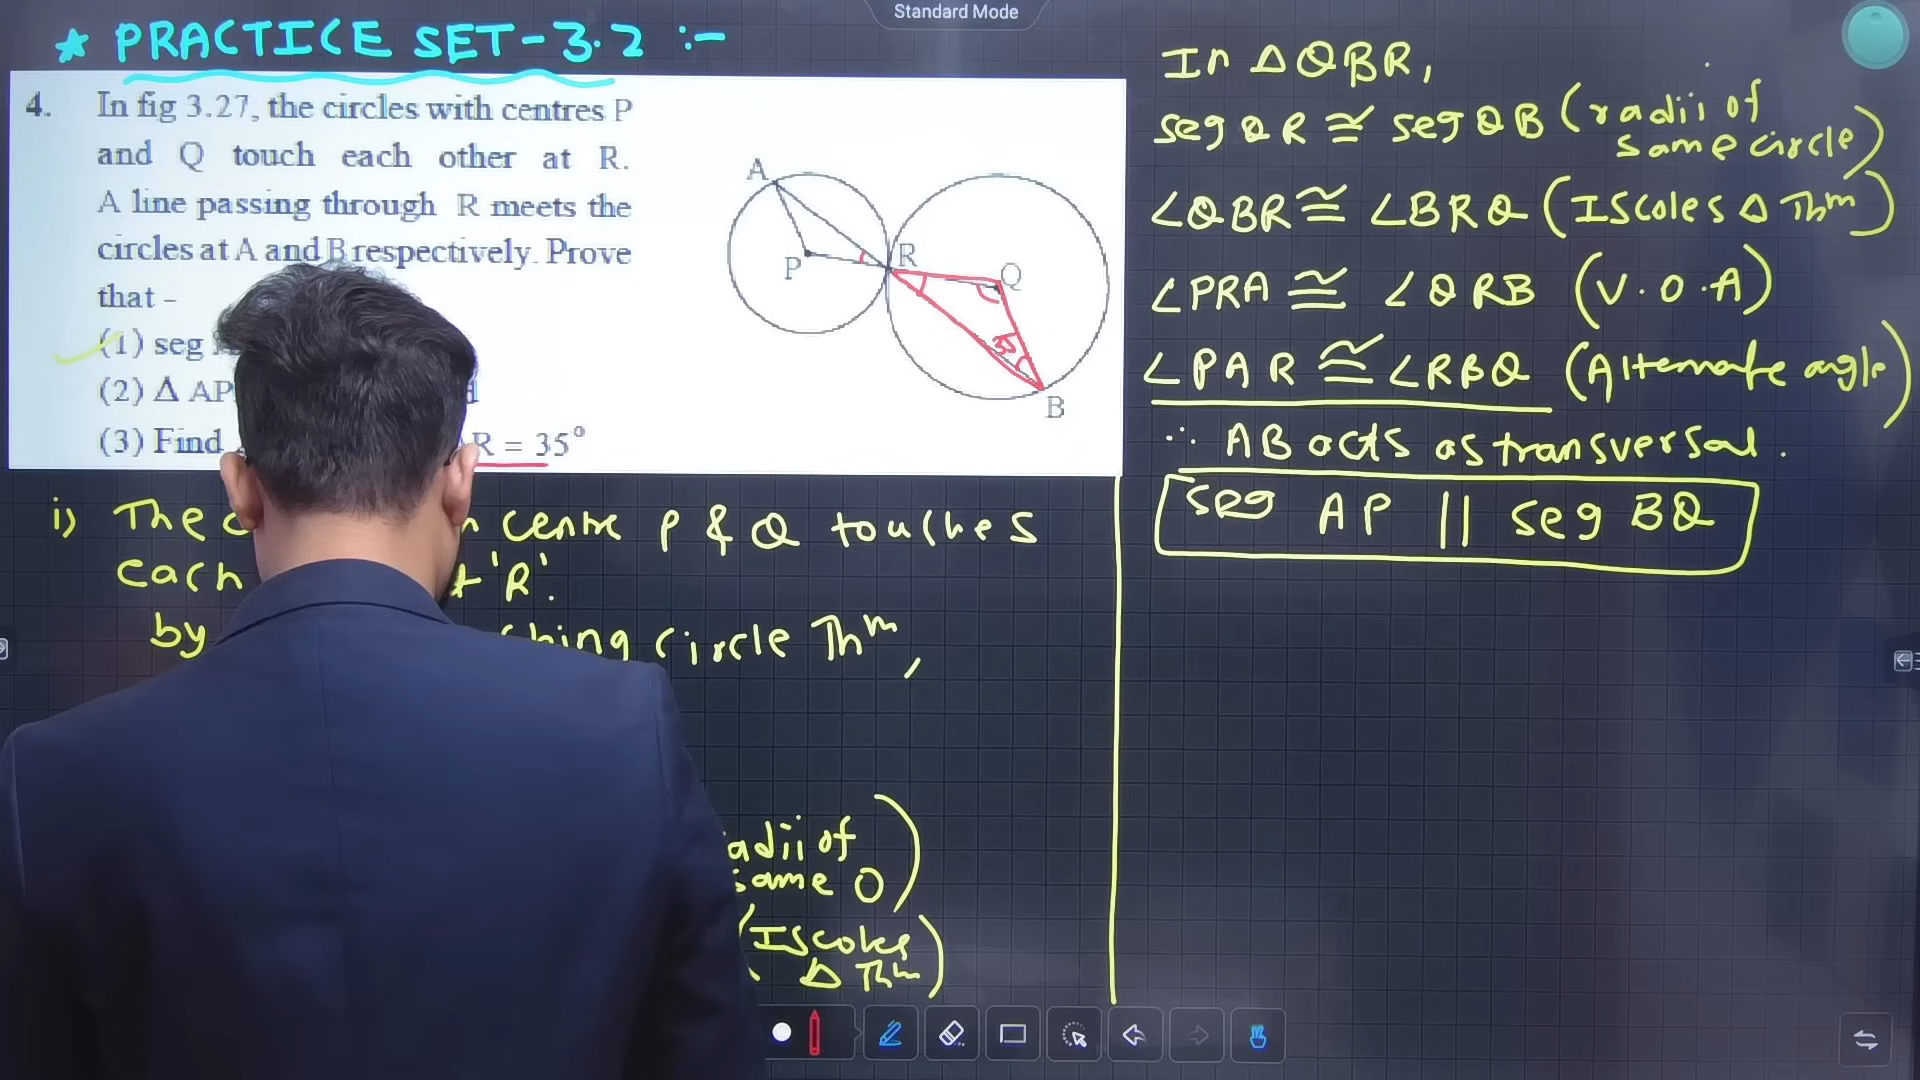 Standard Mode
* PRACTICE SET-3.2 :-
4. In fig 3.27, the circles with centres P
and Q touch each other at R.
A line passing through R meets the
circles at A and B respectively. Prove
that -
(1) seg
(2) Δ AP
(3) Find R = 35°
A
P
R
Q
B
i) The centre P & Q touches
each 'R'.
by circle Thm,
same O)
(Iscoles
Δ Thm)
In Δ QBR,
seg QR ≅ seg QB (radii of
same circle)
∠QBR ≅ ∠BRQ (Iscoles Δ Thm)
∠PRA ≅ ∠QRB (V.O.A)
∠PAR ≅ ∠RBQ (Alternate angle)
∴ AB acts as transversal.
seg AP || seg BQ